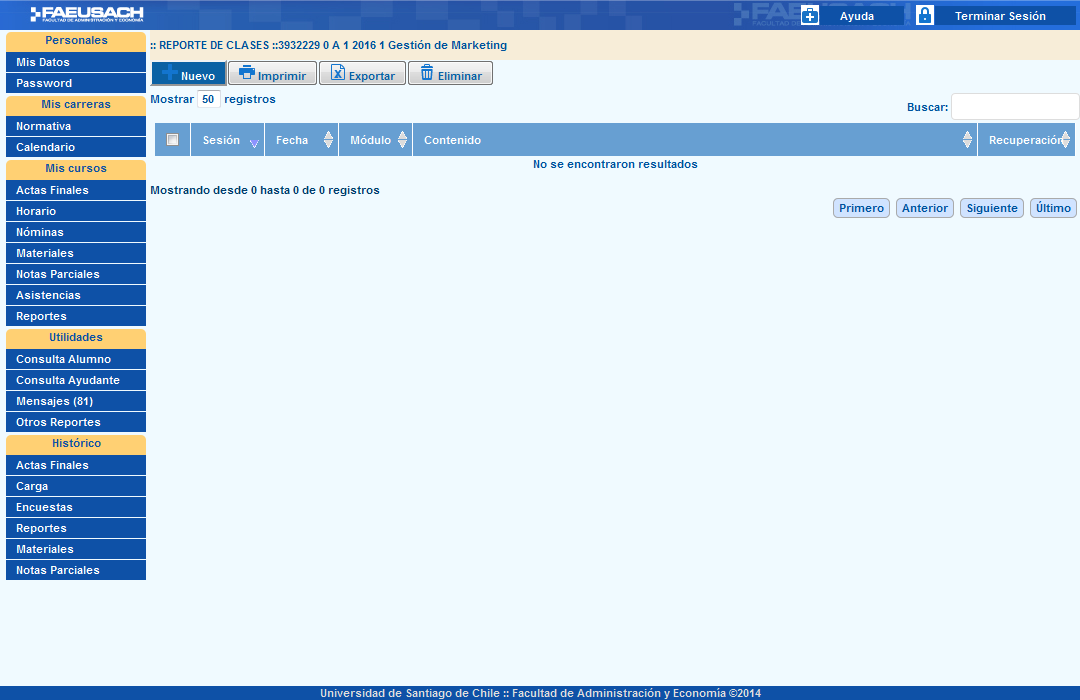 FAEUSACH
FACULTAD DE ADMINISTRACIÓN Y ECONOMÍA
Ayuda
Terminar Sesión
Personales
Mis Datos
Password
Mis carreras
Normativa
Calendario
Mis cursos
Actas Finales
Horario
Nóminas
Materiales
Notas Parciales
Asistencias
Reportes
Utilidades
Consulta Alumno
Consulta Ayudante
Mensajes (81)
Otros Reportes
Histórico
Actas Finales
Carga
Encuestas
Reportes
Materiales
Notas Parciales
:: REPORTE DE CLASES ::3932229 0 A 1 2016 1 Gestión de Marketing
Nuevo Imprimir Exportar Eliminar
Mostrar 50 registros
Buscar:
Sesión Fecha Módulo Contenido Recuperación
No se encontraron resultados
Mostrando desde 0 hasta 0 de 0 registros
Primero Anterior Siguiente Último
Universidad de Santiago de Chile :: Facultad de Administración y Economía ©2014